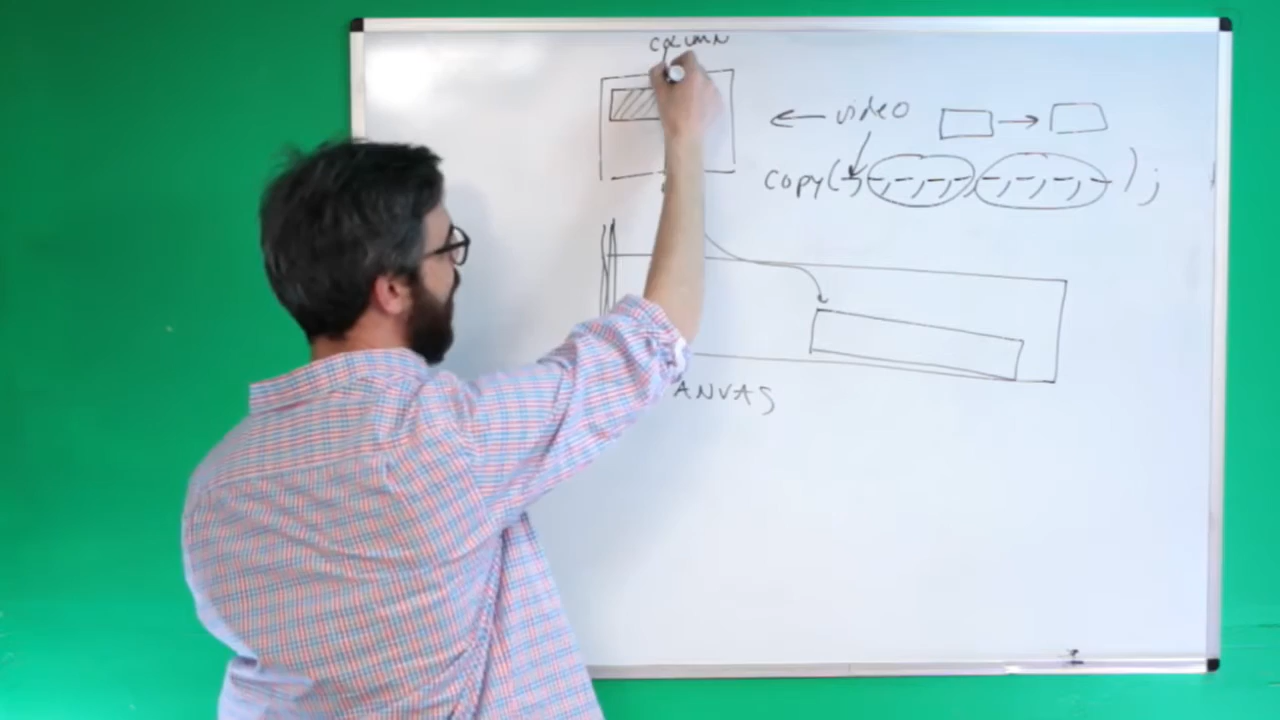 COLUMN
← video □ → □
copy( , _ , _ , _ , _ , _ , _ , _ , _ );
ANVAS